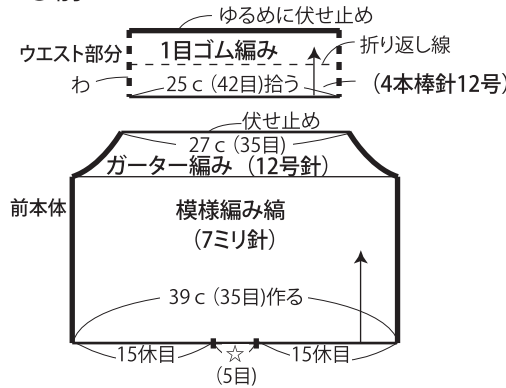 ゆるめに伏せ止め
ウエスト部分
1目ゴム編み
折り返し線
わ
25c(42目)拾う
(4本棒針12号)
伏せ止め
27c(35目)
ガーター編み(12号針)
前本体
模様編み縞
(7ミリ針)
39c(35目)作る
15休目
☆
15休目
(5目)